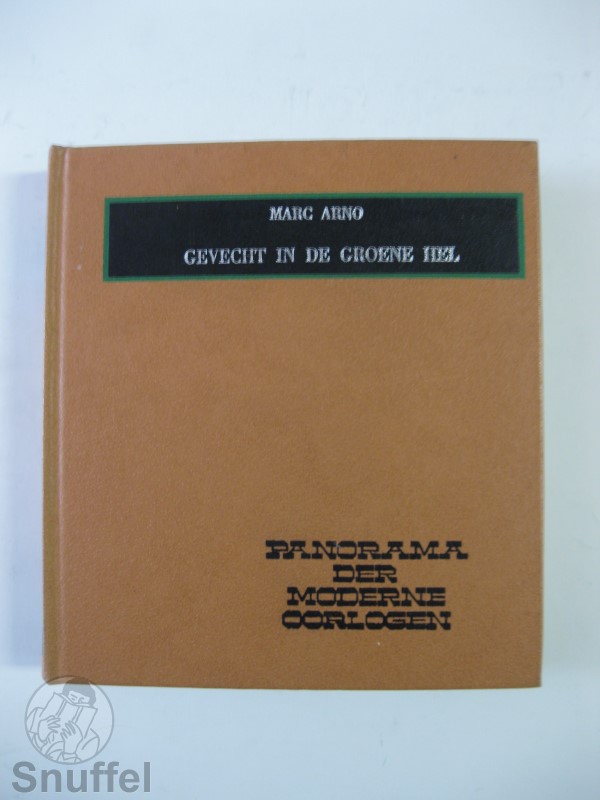 MARC ARNO
GEVECHT IN DE GROENE HEL
PANORAMA
DER
MODERNE
OORLOGEN
Snuffel